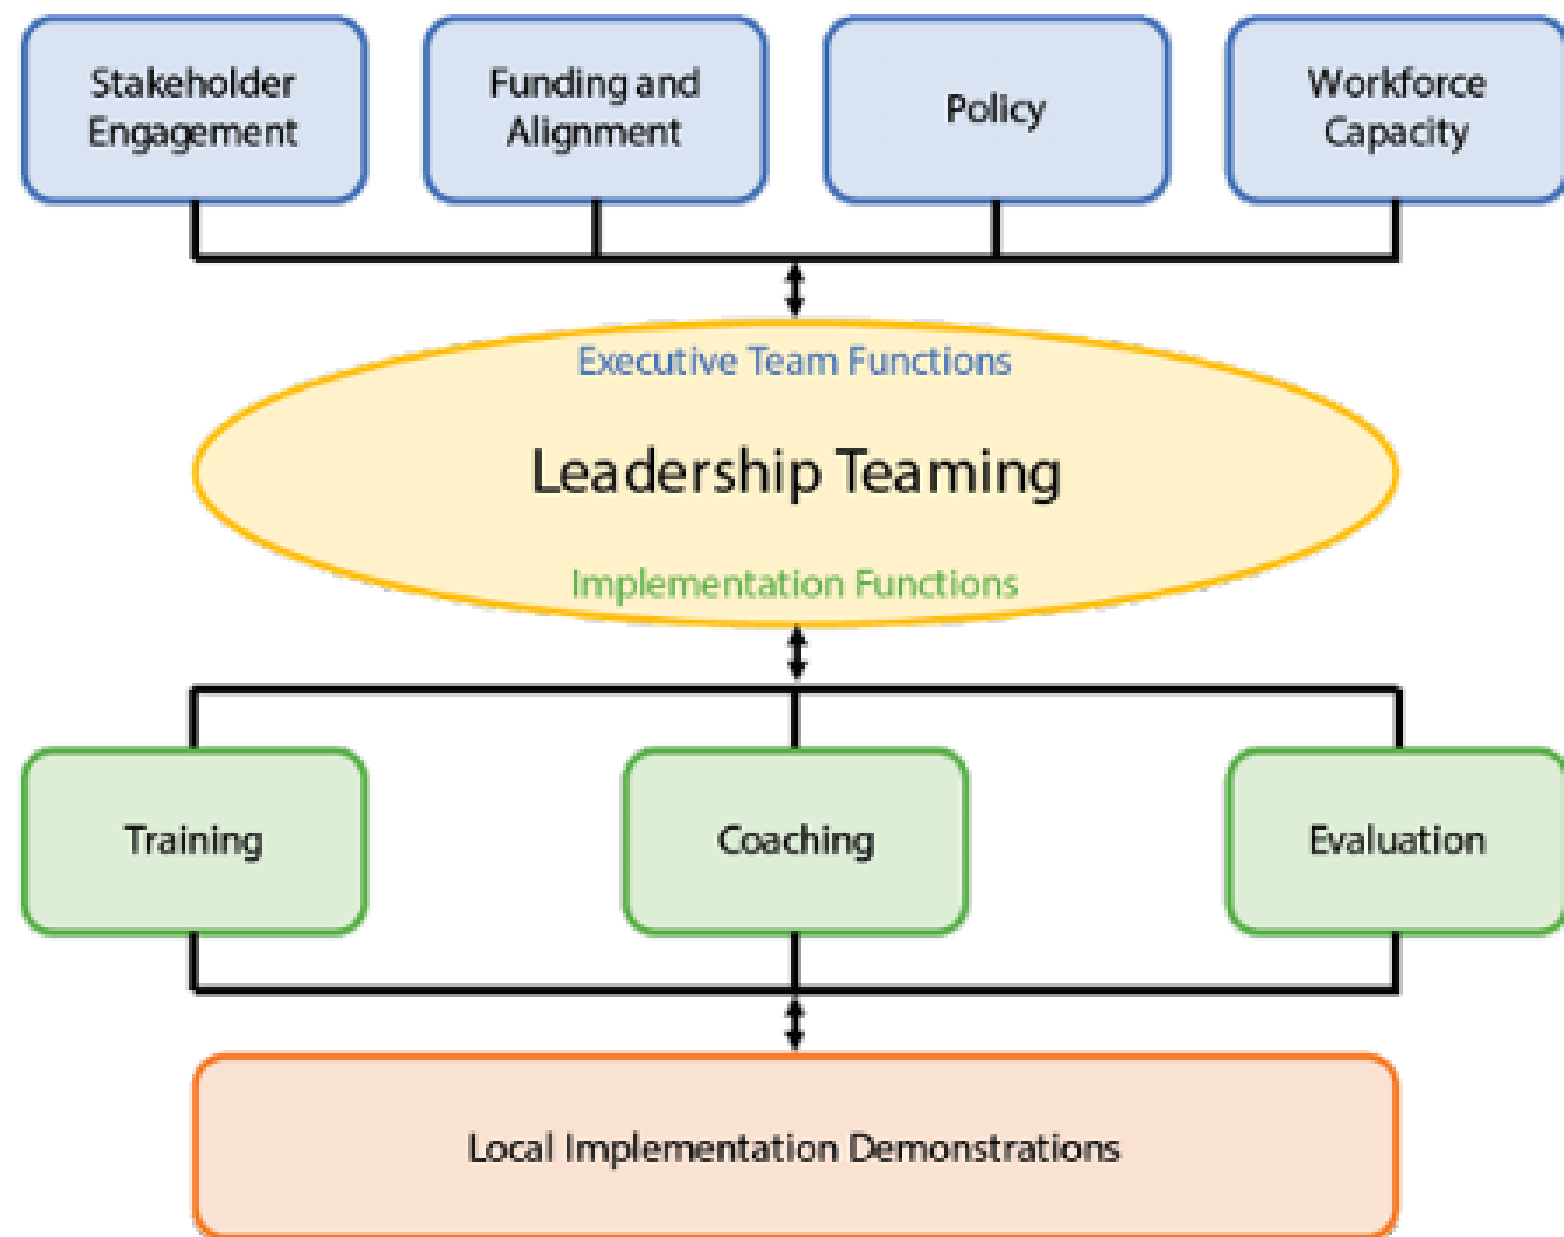 Stakeholder
Engagement
Funding and
Alignment
Policy
Workforce
Capacity
Executive Team Functions
Leadership Teaming
Implementation Functions
Training
Coaching
Evaluation
Local Implementation Demonstrations